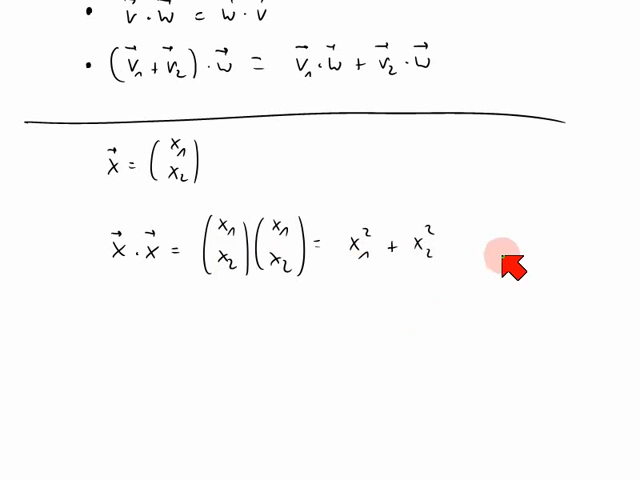 • v⃗ · w⃗ = w⃗ · v⃗
• (v⃗₁ + v⃗₂) · w⃗ = v⃗₁ · w⃗ + v⃗₂ · w⃗
x⃗ = (x₁ x₂)
x⃗ · x⃗ = (x₁ x₂) (x₁ x₂) = x₁² + x₂²